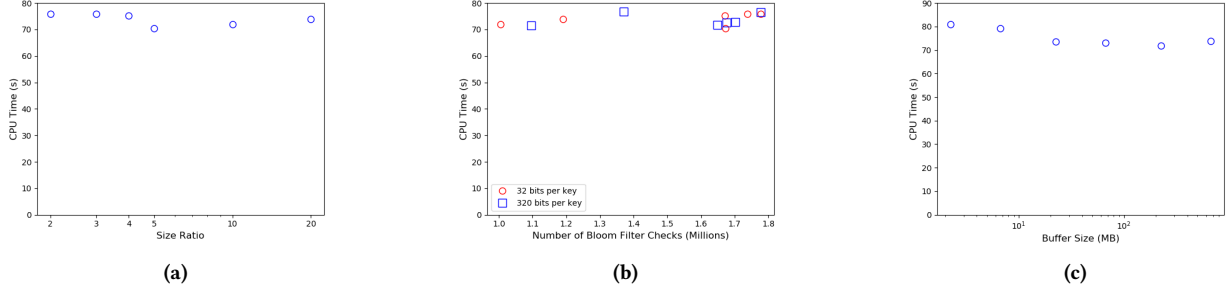 80
70
60
50
40
30
20
10
0
CPU Time (s)
2 3 4 5 10 20
Size Ratio
(a)
80
70
60
50
40
30
20
10
0
CPU Time (s)
32 bits per key
320 bits per key
1.0 1.1 1.2 1.3 1.4 1.5 1.6 1.7 1.8
Number of Bloom Filter Checks (Millions)
(b)
90
80
70
60
50
40
30
20
10
0
CPU Time (s)
10¹ 10²
Buffer Size (MB)
(c)